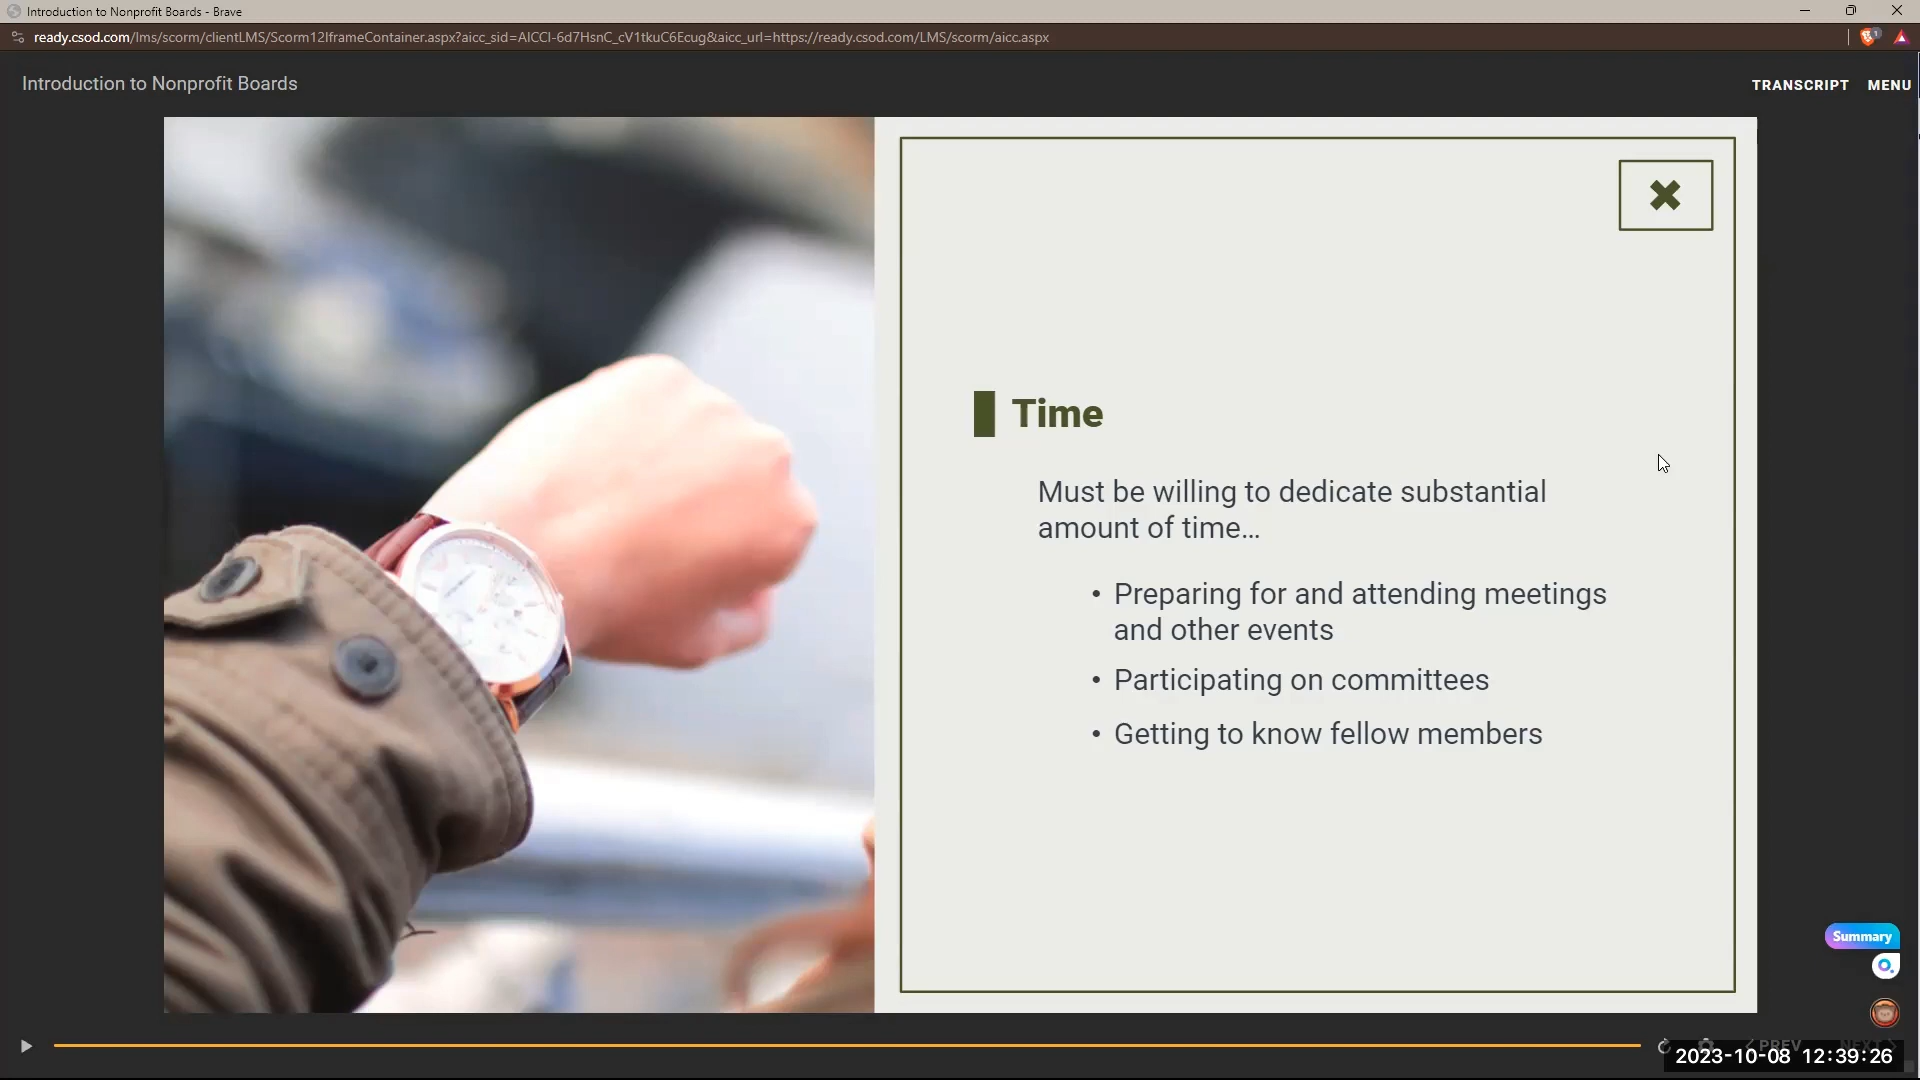 Introduction to Nonprofit Boards - Brave
ready.csod.com/lms/scorm/clientLMS/Scorm12IframeContainer.aspx?aicc_sid=AICCI-6d7HsnC_cV1tkuC6Ecug&aicc_url=https://ready.csod.com/LMS/scorm/aicc.aspx
1
Introduction to Nonprofit Boards
TRANSCRIPT MENU
Time
Must be willing to dedicate substantial
amount of time...
• Preparing for and attending meetings
and other events
• Participating on committees
• Getting to know fellow members
Summary
PREV NEXT
2023-10-08 12:39:26